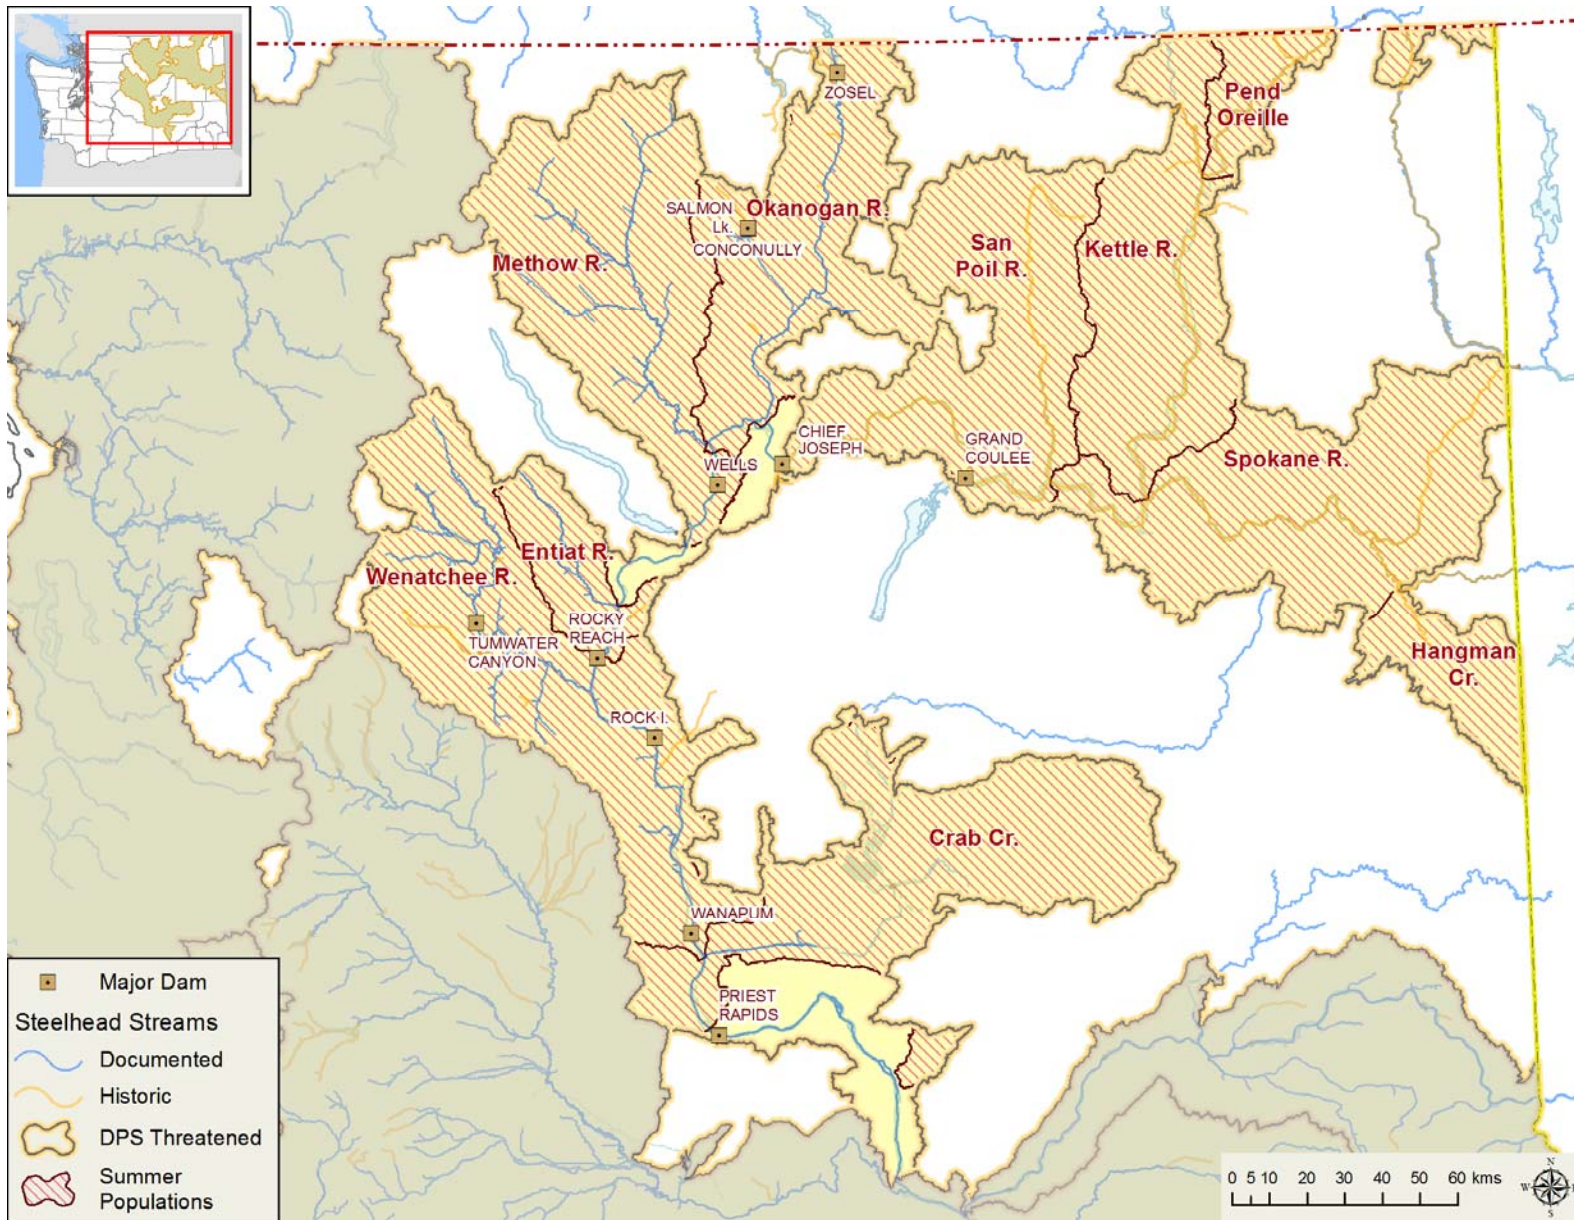 ZOSEL
Pend
Oreille
SALMON
Lk.
Okanogan R.
CONCONULLY
Methow R.
San
Poil R.
Kettle R.
CHIEF
JOSEPH
GRAND
COULEE
WELLS
Spokane R.
Entiat R.
Wenatchee R.
ROCKY
REACH
TUMWATER
CANYON
Hangman
Cr.
ROCK I.
Crab Cr.
WANAPUM
PRIEST
RAPIDS
Major Dam
Steelhead Streams
Documented
Historic
DPS Threatened
Summer
Populations
0 5 10 20 30 40 50 60 kms
N
W
S